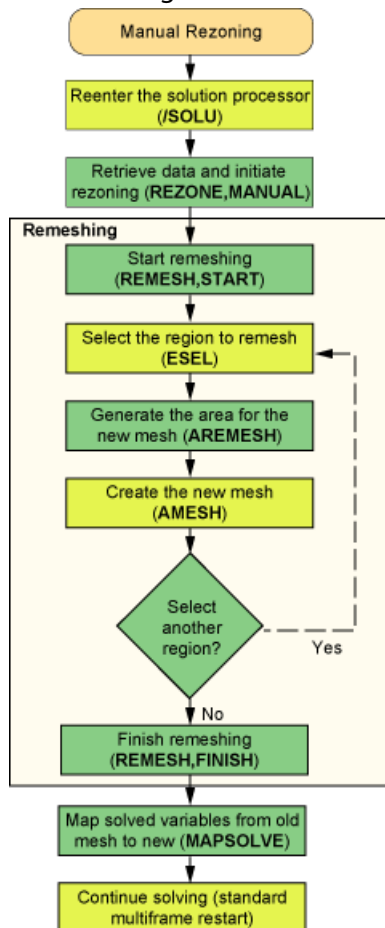 Manual Rezoning
Reenter the solution processor
(/SOLU)
Retrieve data and initiate
rezoning (REZONE,MANUAL)
Remeshing
Start remeshing
(REMESH,START)
Select the region to remesh
(ESEL)
Generate the area for the
new mesh (AREMESH)
Create the new mesh
(AMESH)
Select
another
region?
Yes
No
Finish remeshing
(REMESH,FINISH)
Map solved variables from old
mesh to new (MAPSOLVE)
Continue solving (standard
multiframe restart)